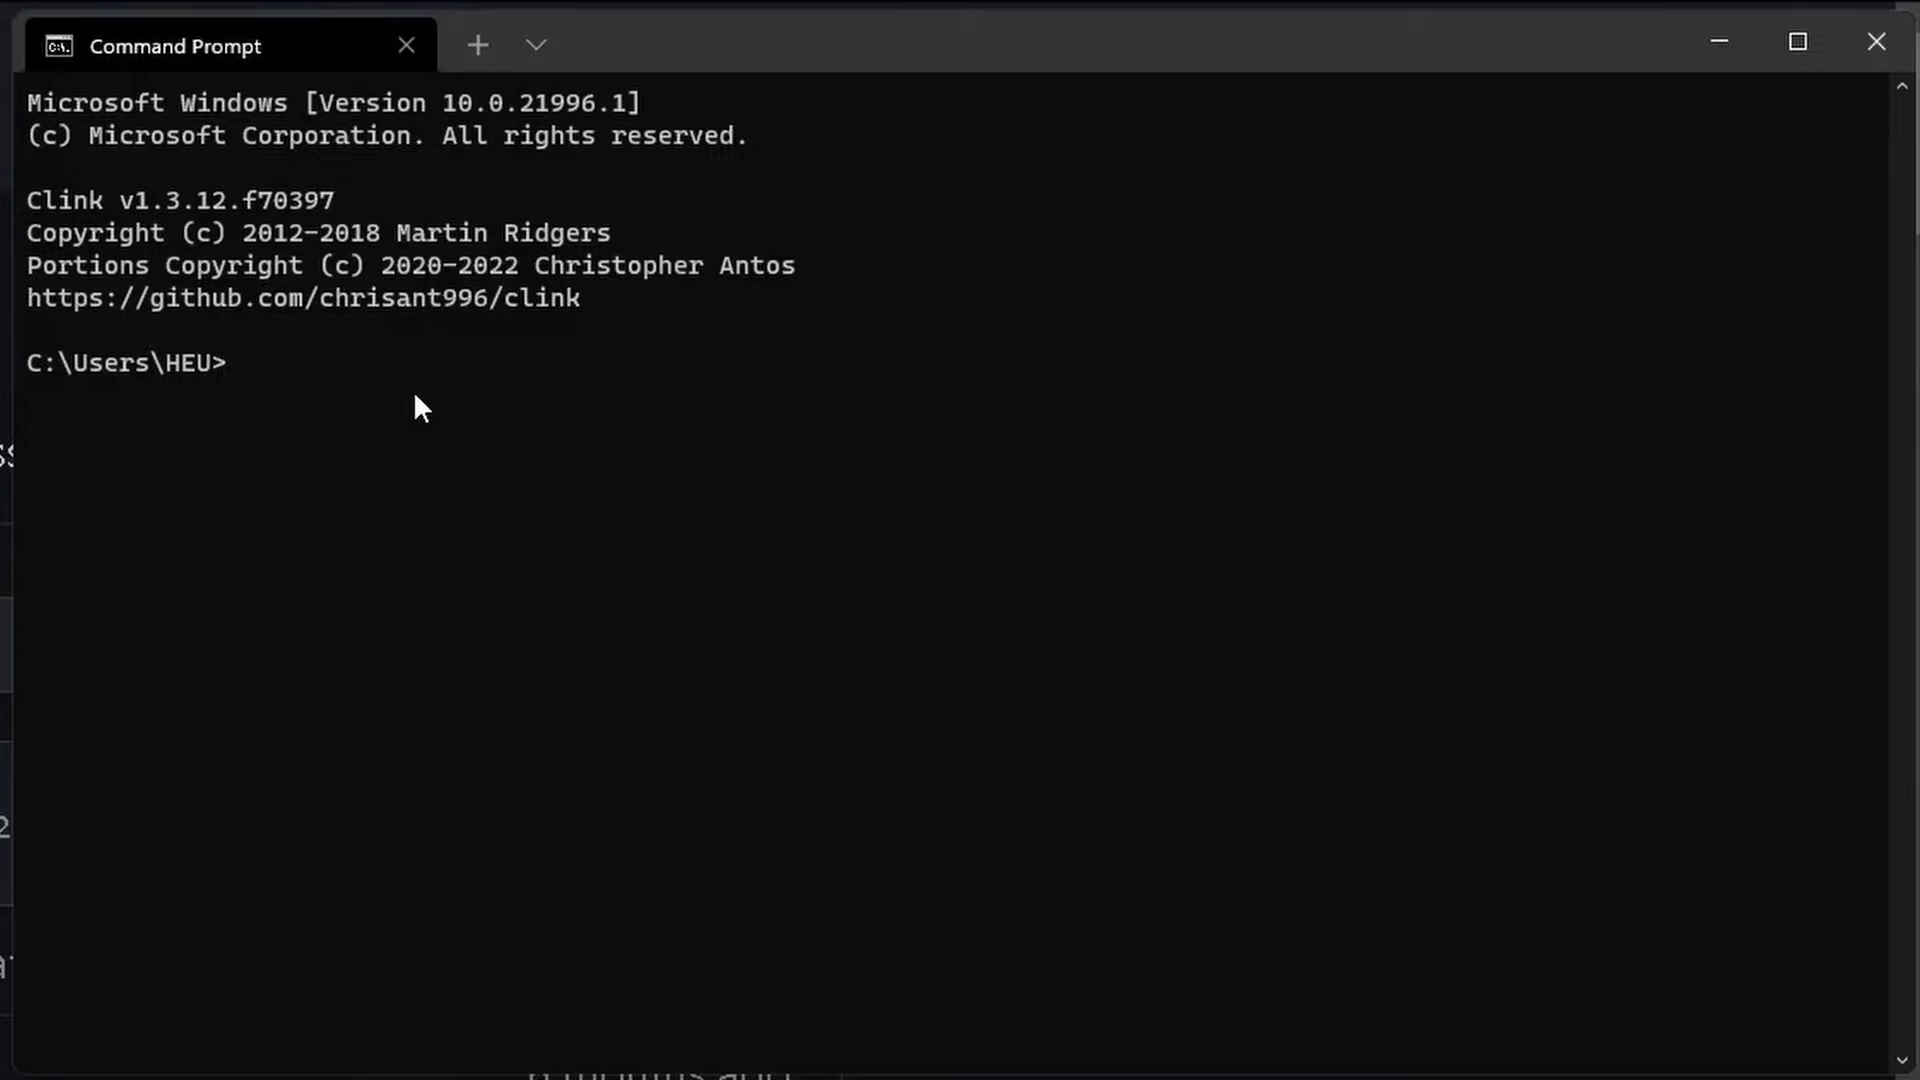 Command Prompt
Microsoft Windows [Version 10.0.21996.1]
(c) Microsoft Corporation. All rights reserved.
Clink v1.3.12.f70397
Copyright (c) 2012-2018 Martin Ridgers
Portions Copyright (c) 2020-2022 Christopher Antos
https://github.com/chrisant996/clink
C:\Users\HEU>